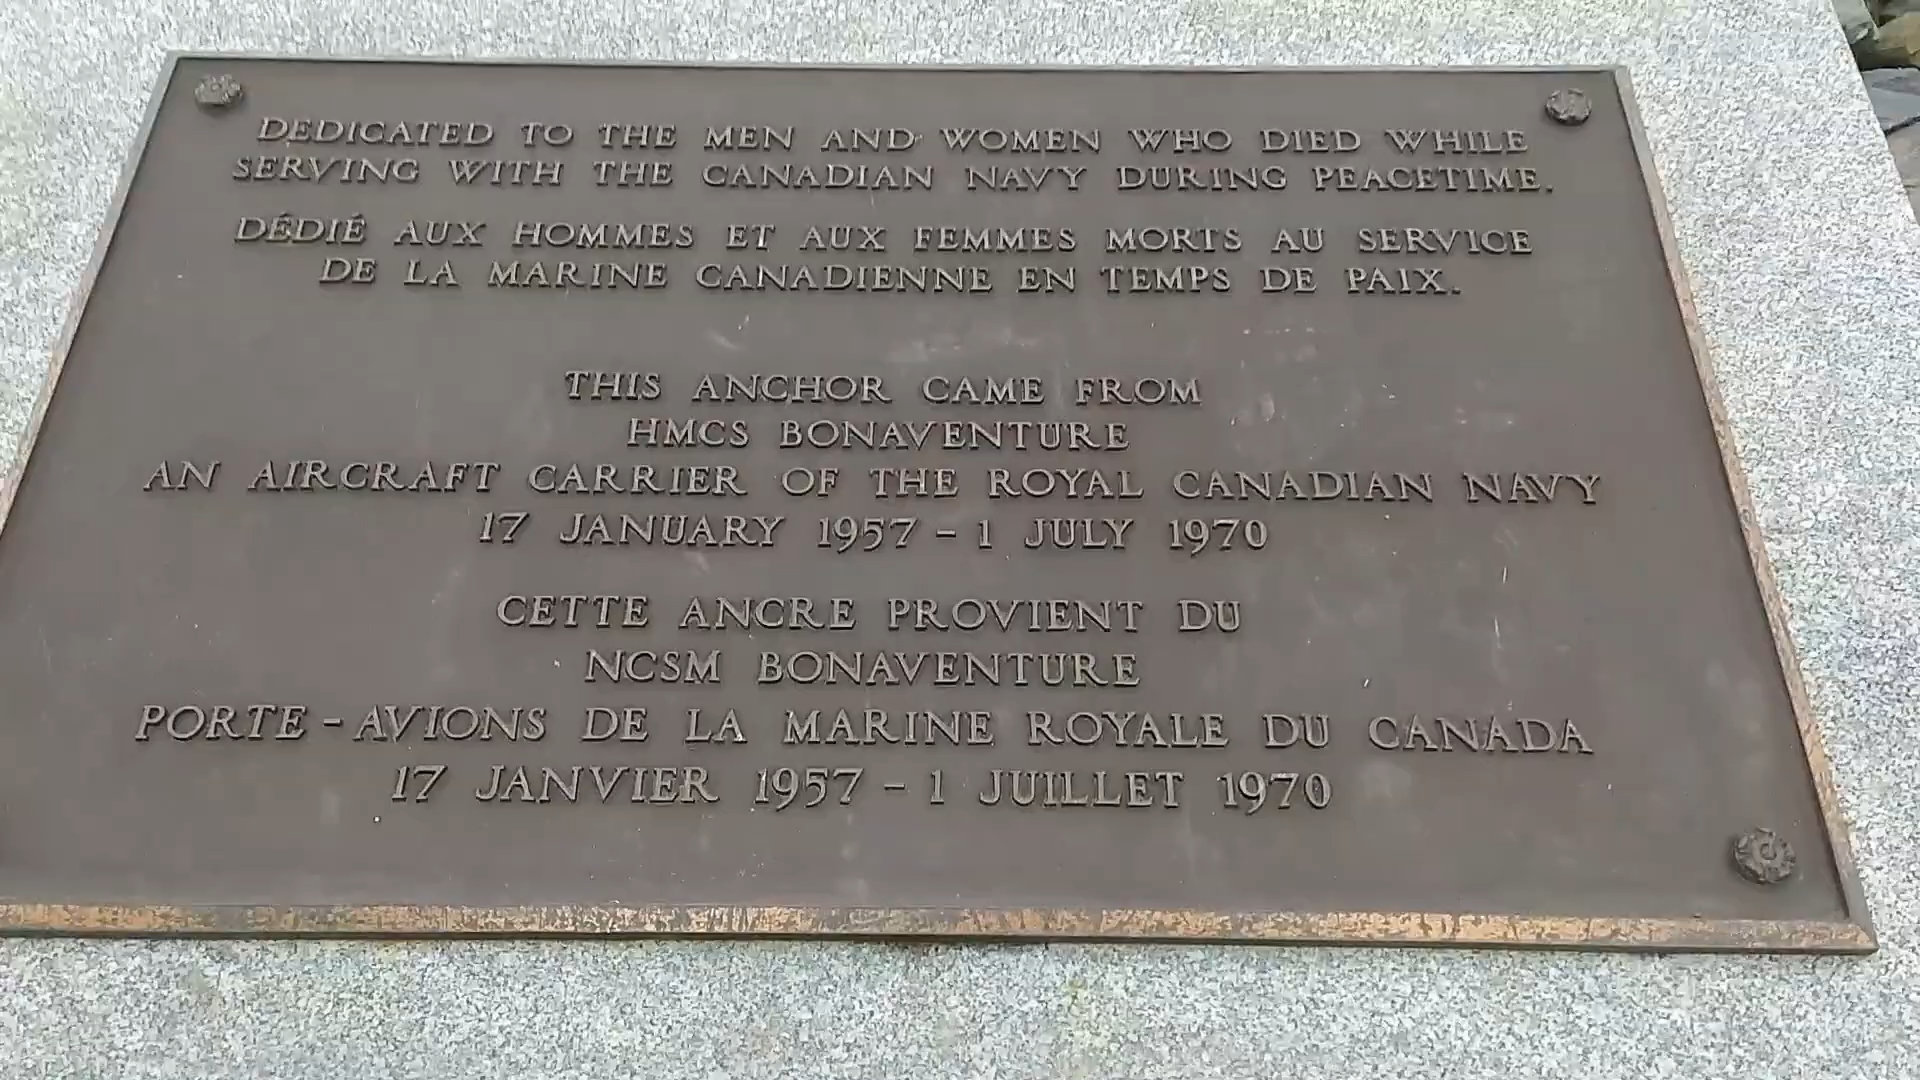 DEDICATED TO THE MEN AND WOMEN WHO DIED WHILE
SERVING WITH THE CANADIAN NAVY DURING PEACETIME.
DÉDIÉ AUX HOMMES ET AUX FEMMES MORTS AU SERVICE
DE LA MARINE CANADIENNE EN TEMPS DE PAIX.
THIS ANCHOR CAME FROM
HMCS BONAVENTURE
AN AIRCRAFT CARRIER OF THE ROYAL CANADIAN NAVY
17 JANUARY 1957 - 1 JULY 1970
CETTE ANCRE PROVIENT DU
NCSM BONAVENTURE
PORTE-AVIONS DE LA MARINE ROYALE DU CANADA
17 JANVIER 1957 - 1 JUILLET 1970